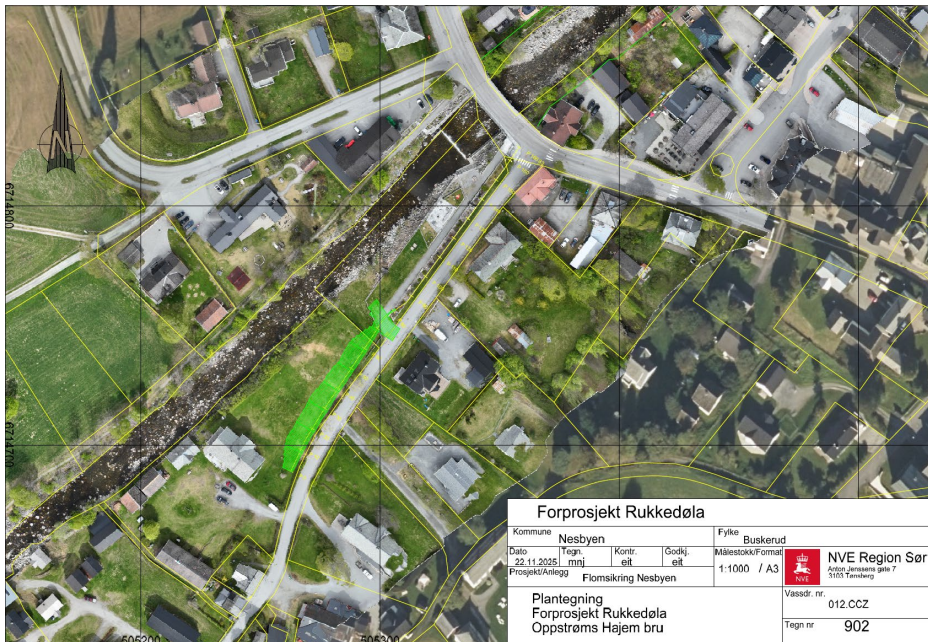 N
6714800
6714700
505200
505300
Forprosjekt Rukkedøla
Kommune Nesbyen
Fylke Buskerud
Dato 22.11.2025
Tegn. mnj
Kontr. eit
Godkj. eit
Målestokk/Format 1:1000 / A3
NVE
NVE Region Sør
Anton Jenssens gate 7
3103 Tønsberg
Prosjekt/Anlegg Flomsikring Nesbyen
Plantegning
Forprosjekt Rukkedøla
Oppstrøms Hajem bru
Vassdr. nr. 012.CCZ
Tegn nr 902